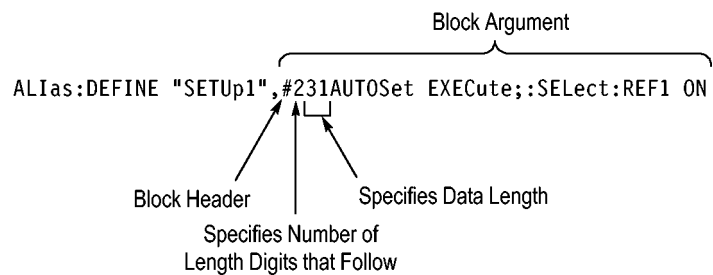 Block Argument
ALIas:DEFINE "SETUp1",#231AUTOSet EXECute;:SELect:REF1 ON
Block Header
Specifies Data Length
Specifies Number of
Length Digits that Follow